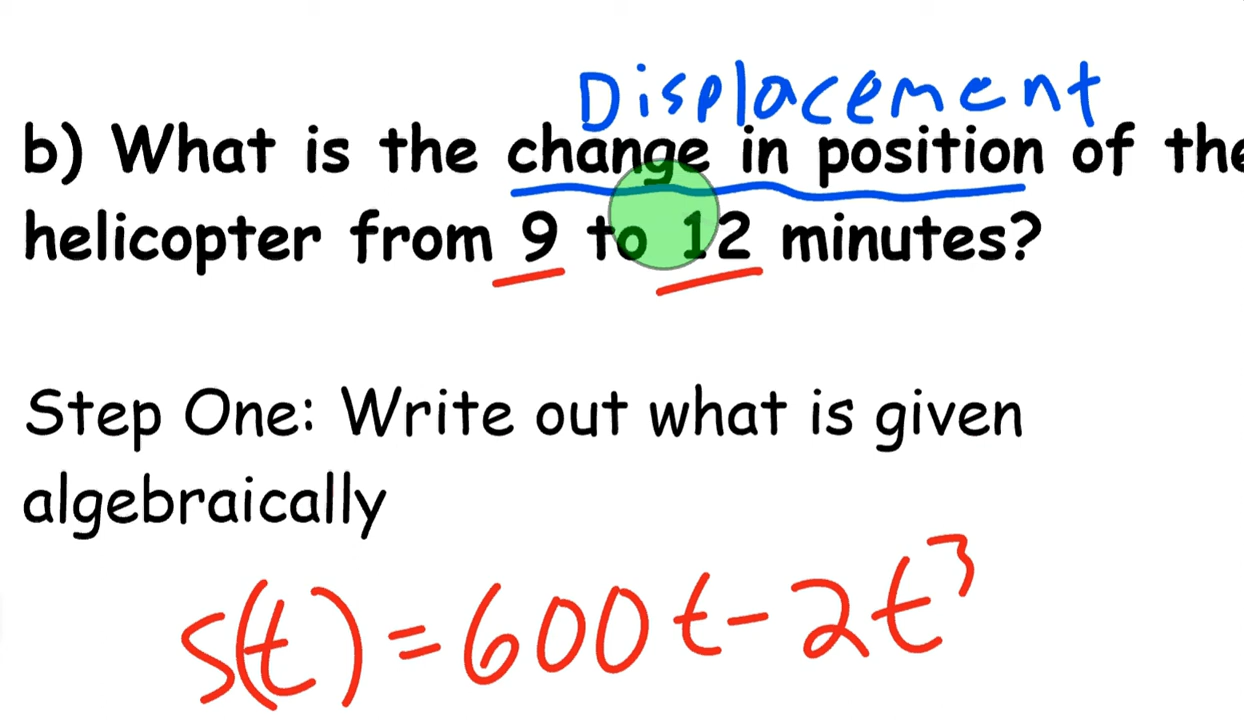 Displacement
b) What is the change in position of the
helicopter from 9 to 12 minutes?
Step One: Write out what is given
algebraically
s(t) = 600t - 2t³